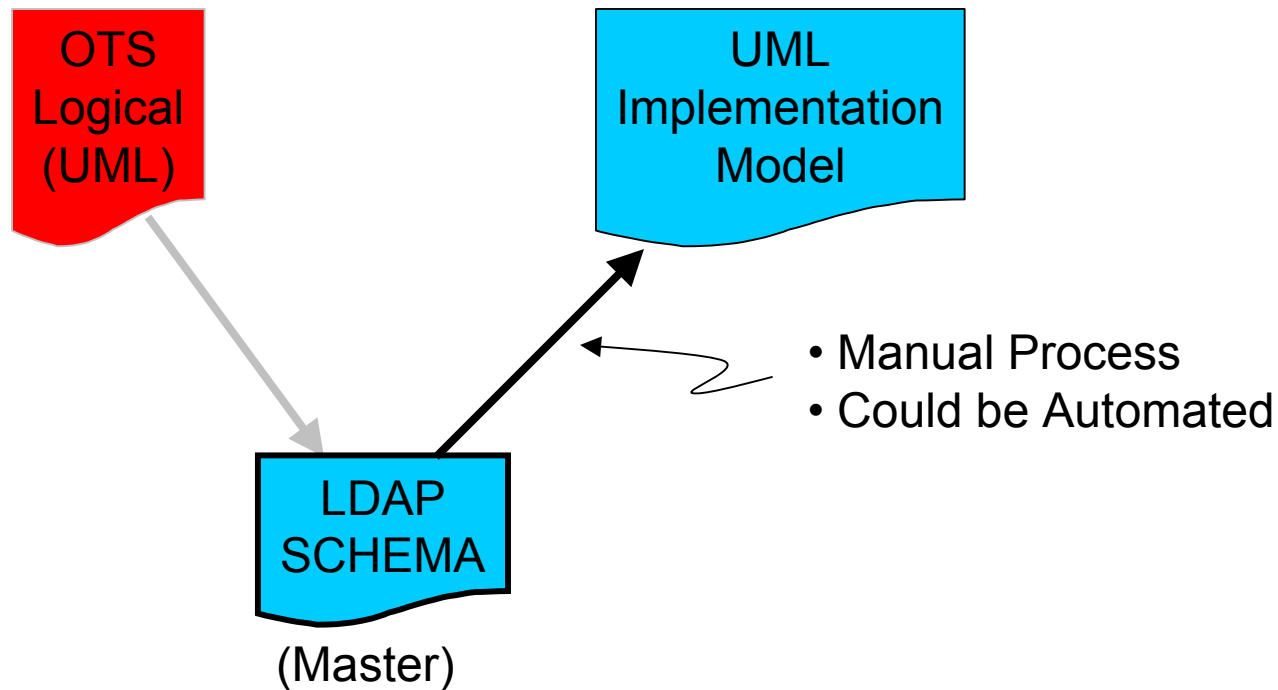 OTS
Logical
(UML)
UML
Implementation
Model
• Manual Process
• Could be Automated
LDAP
SCHEMA
(Master)